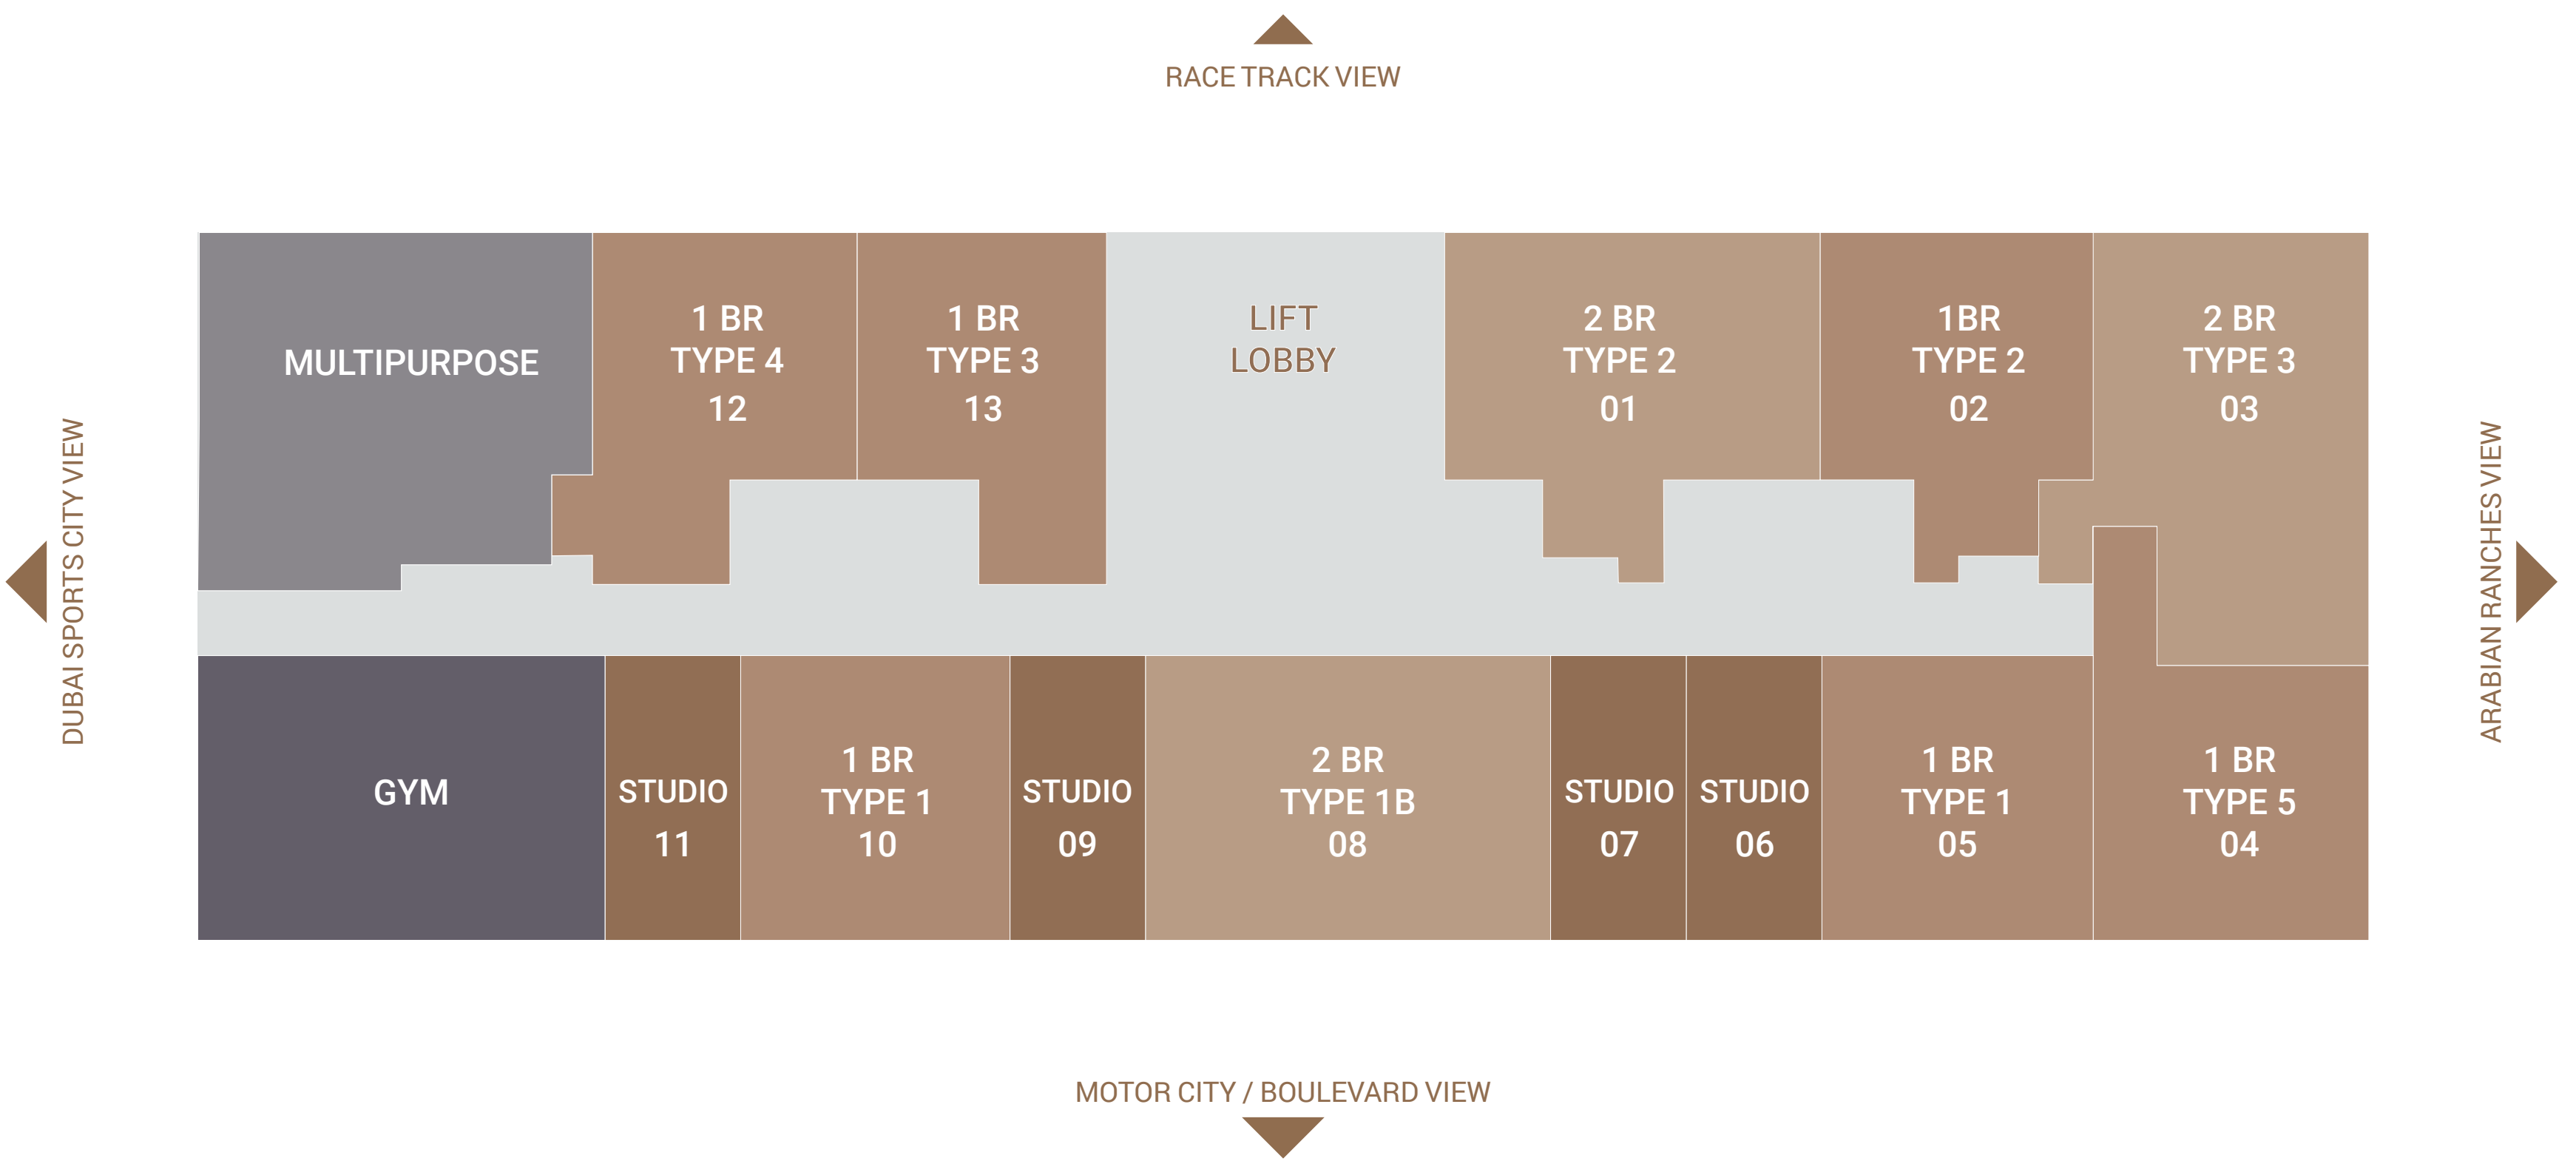 RACE TRACK VIEW
DUBAI SPORTS CITY VIEW
MULTIPURPOSE
1 BR
TYPE 4
12
1 BR
TYPE 3
13
LIFT
LOBBY
2 BR
TYPE 2
01
1BR
TYPE 2
02
2 BR
TYPE 3
03
ARABIAN RANCHES VIEW
GYM
STUDIO
11
1 BR
TYPE 1
10
STUDIO
09
2 BR
TYPE 1B
08
STUDIO
07
STUDIO
06
1 BR
TYPE 1
05
1 BR
TYPE 5
04
MOTOR CITY / BOULEVARD VIEW